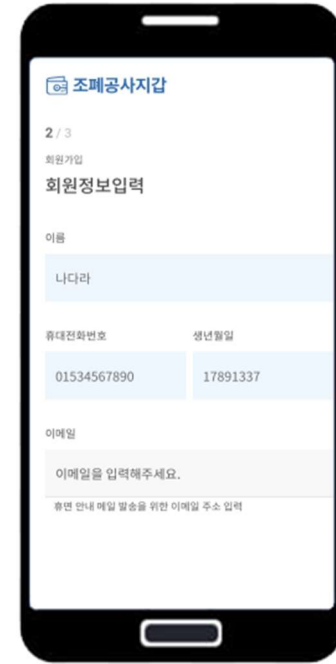 조폐공사지갑
2 / 3
회원가입
회원정보입력
이름
나다라
휴대전화번호 생년월일
01534567890 17891337
이메일
이메일을 입력해주세요.
휴면 안내 메일 발송을 위한 이메일 주소 입력